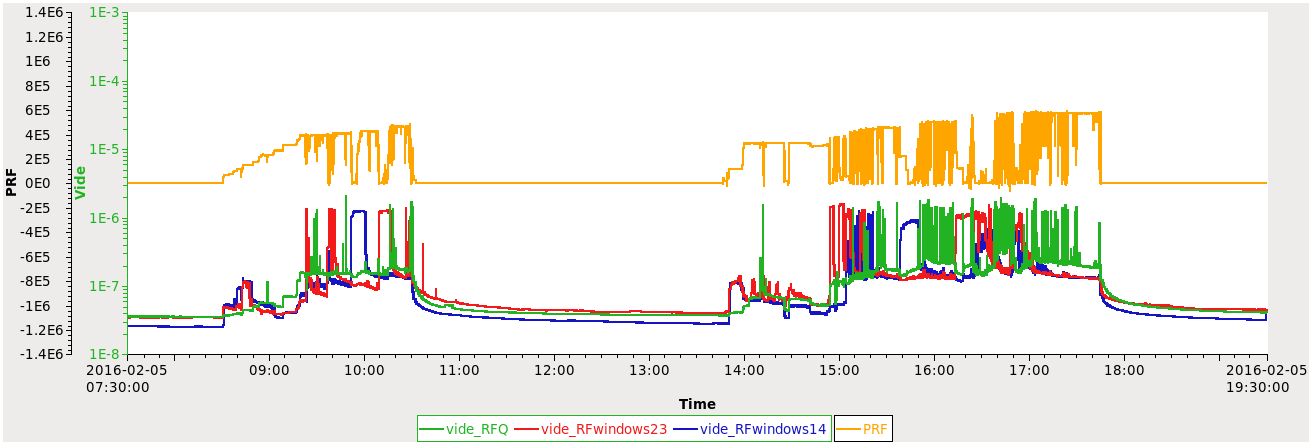 1.4E6
1.2E6
1E6
8E5
6E5
4E5
2E5
0E0
-2E5
-4E5
-6E5
-8E5
-1E6
-1.2E6
-1.4E6
PRF
1E-3
1E-4
1E-5
1E-6
1E-7
1E-8
Vide
2016-02-05 09:00 10:00 11:00 12:00 13:00 14:00 15:00 16:00 17:00 18:00 2016-02-05
07:30:00 19:30:00
Time
vide_RFQ vide_RFwindows23 vide_RFwindows14 PRF